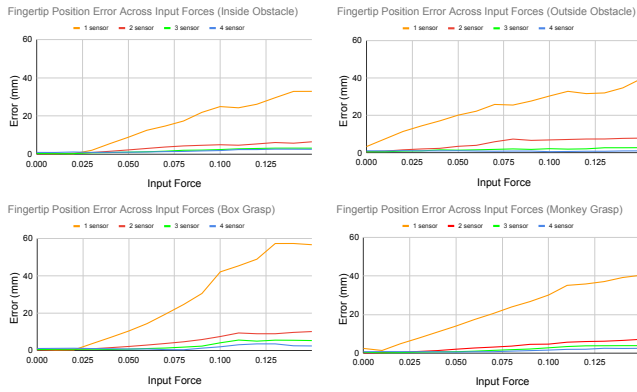 Fingertip Position Error Across Input Forces (Inside Obstacle)
1 sensor 2 sensor 3 sensor 4 sensor
60
40
20
0
Error (mm)
0.000 0.025 0.050 0.075 0.100 0.125
Input Force
Fingertip Position Error Across Input Forces (Outside Obstacle)
1 sensor 2 sensor 3 sensor 4 sensor
60
40
20
0
Error (mm)
0.000 0.025 0.050 0.075 0.100 0.125
Input Force
Fingertip Position Error Across Input Forces (Box Grasp)
1 sensor 2 sensor 3 sensor 4 sensor
60
40
20
0
Error (mm)
0.000 0.025 0.050 0.075 0.100 0.125
Input Force
Fingertip Position Error Across Input Forces (Monkey Grasp)
1 sensor 2 sensor 3 sensor 4 sensor
60
40
20
0
Error (mm)
0.000 0.025 0.050 0.075 0.100 0.125
Input Force